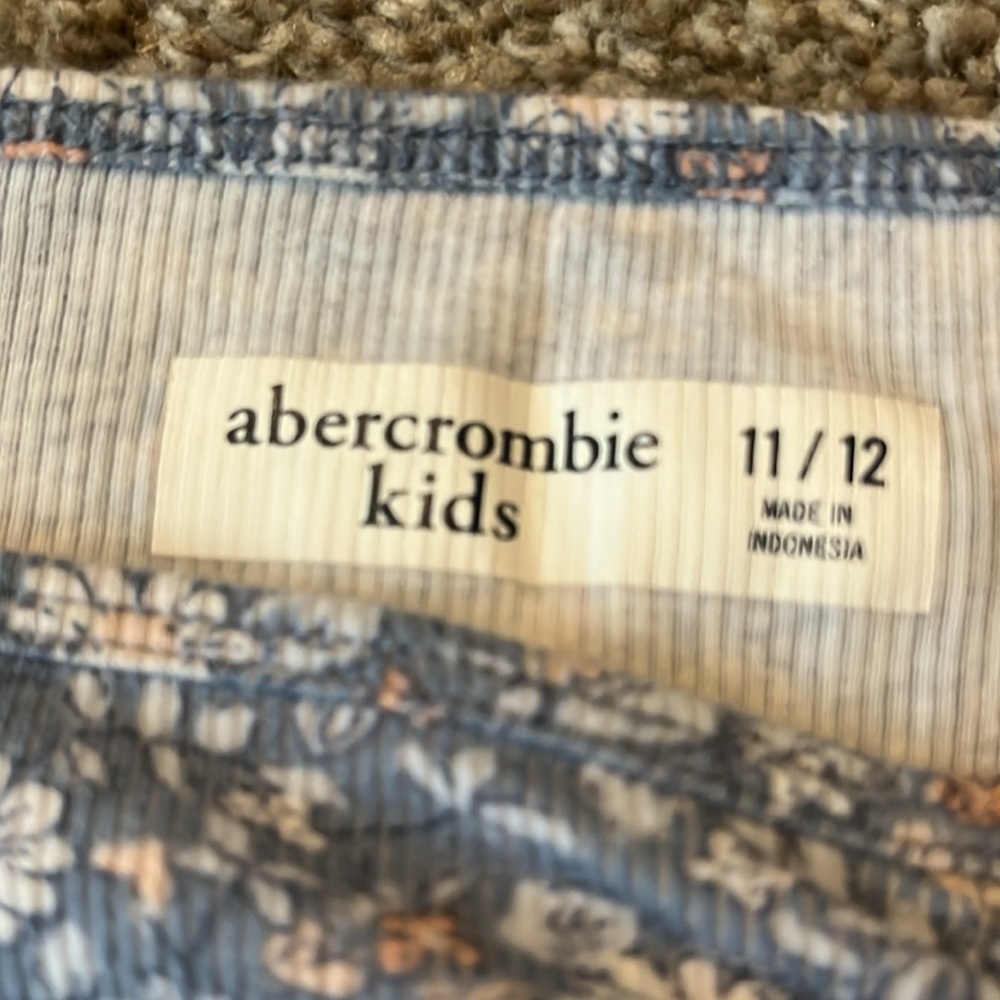 abercrombie
kids
11 / 12
MADE IN
INDONESIA